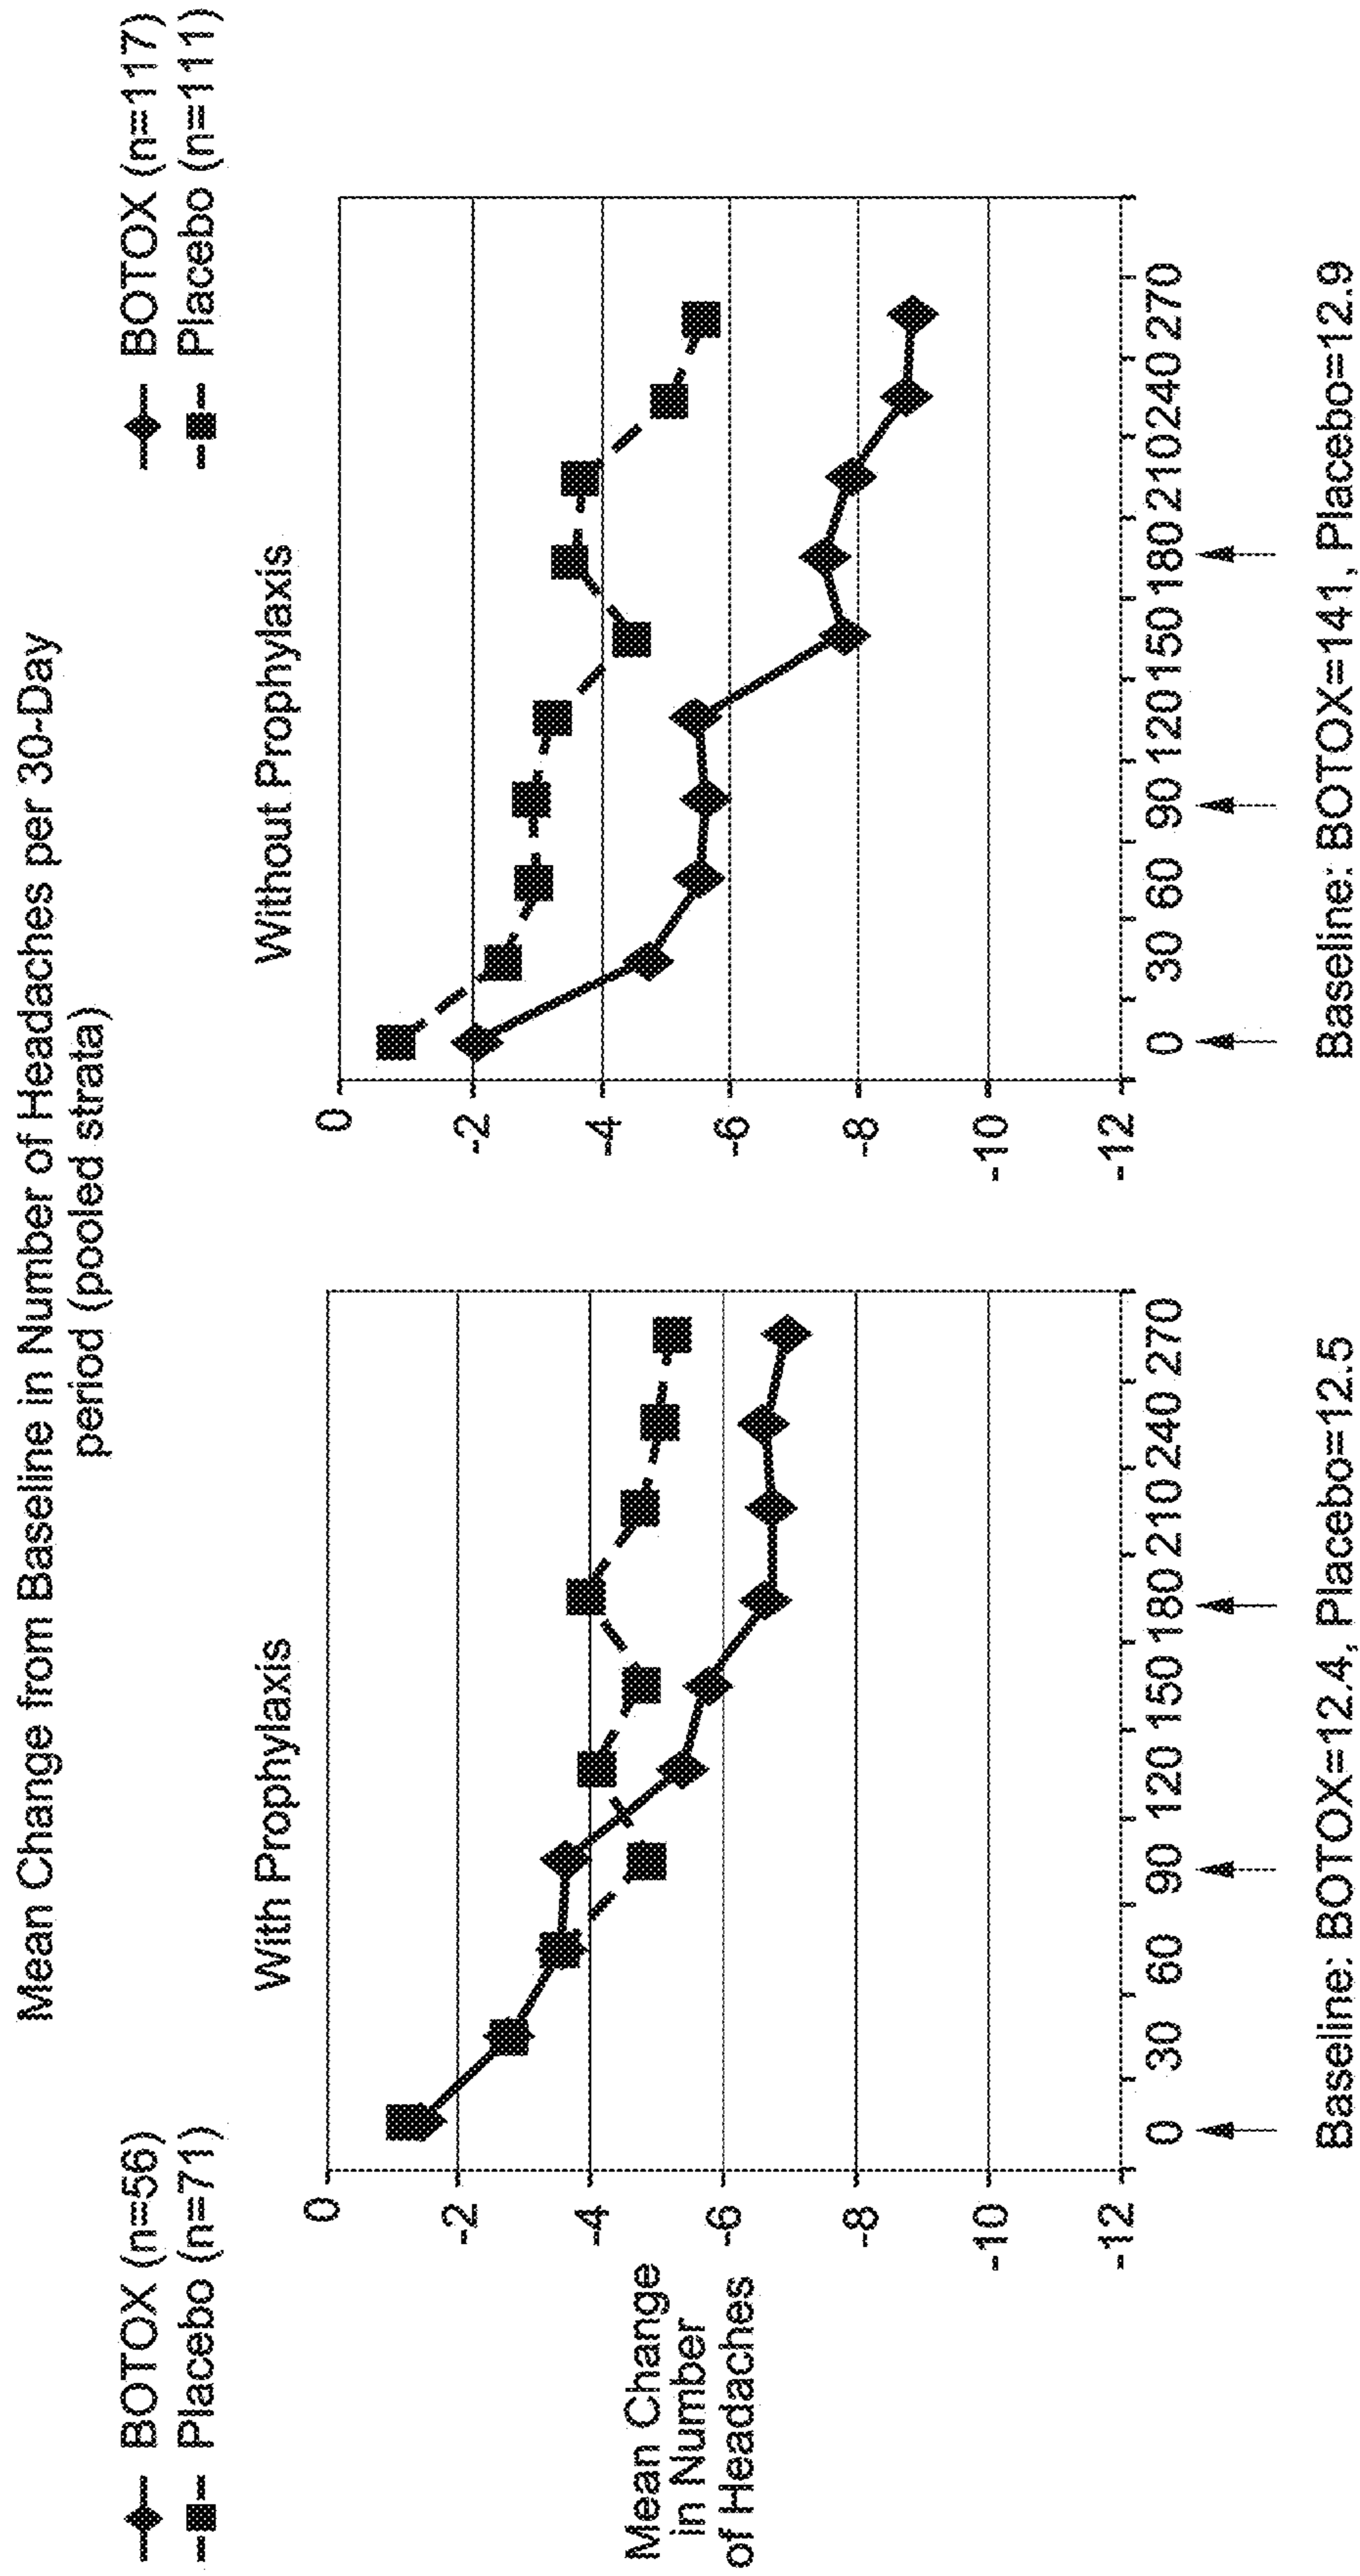 Mean Change from Baseline in Number of Headaches per 30-Day
period (pooled strata)
BOTOX (n=56)
Placebo (n=71)
BOTOX (n=117)
Placebo (n=111)
With Prophylaxis
Mean Change
in Number
of Headaches
0
-2
-4
-6
-8
-10
-12
0 30 60 90 120 150 180 210 240 270
Baseline: BOTOX=12.4, Placebo=12.5
Without Prophylaxis
0
-2
-4
-6
-8
-10
-12
0 30 60 90 120 150 180 210 240 270
Baseline: BOTOX=141, Placebo=12.9